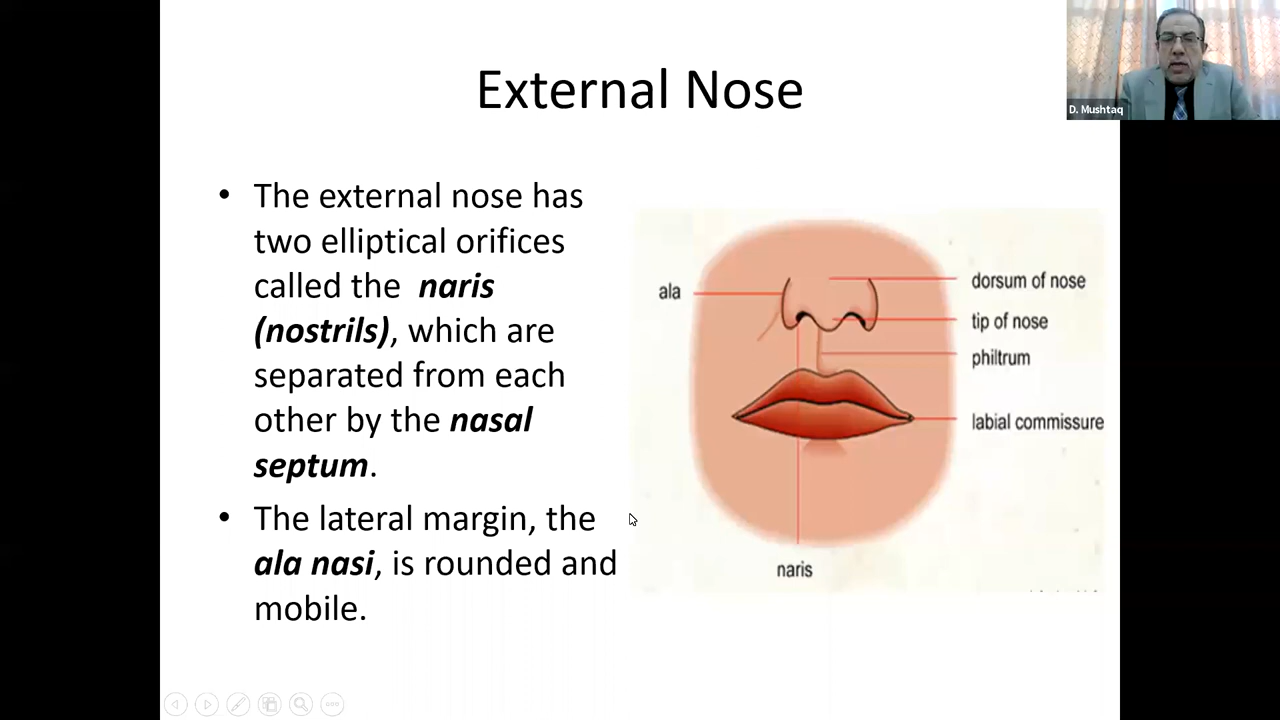 External Nose
D. Mushtaq
• The external nose has
two elliptical orifices
called the naris
(nostrils), which are
separated from each
other by the nasal
septum.
• The lateral margin, the
ala nasi, is rounded and
mobile.
ala
dorsum of nose
tip of nose
philtrum
labial commissure
naris